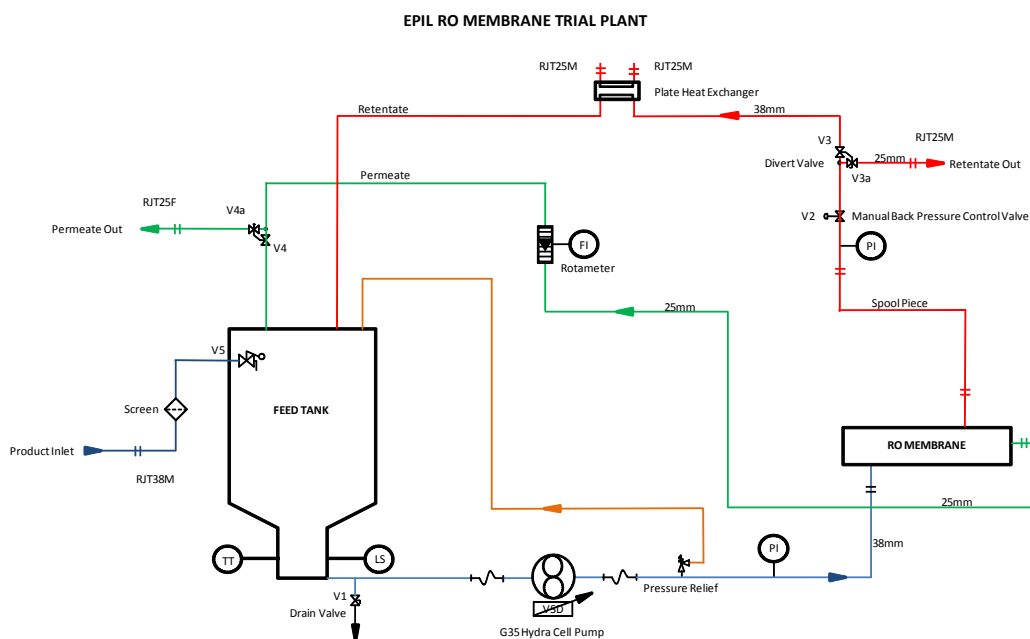 EPIL RO MEMBRANE TRIAL PLANT
RJT25M
RJT25M
Plate Heat Exchanger
Retentate
38mm
V3
RJT25M
Divert Valve
25mm
Retentate Out
V3a
Permeate
RJT25F
V4a
Permeate Out
V4
V2
Manual Back Pressure Control Valve
FI
PI
Rotameter
25mm
Spool Piece
V5
Screen
FEED TANK
Product Inlet
RJT38M
RO MEMBRANE
25mm
38mm
TT
LS
PI
V1
Drain Valve
VSD
Pressure Relief
G35 Hydra Cell Pump